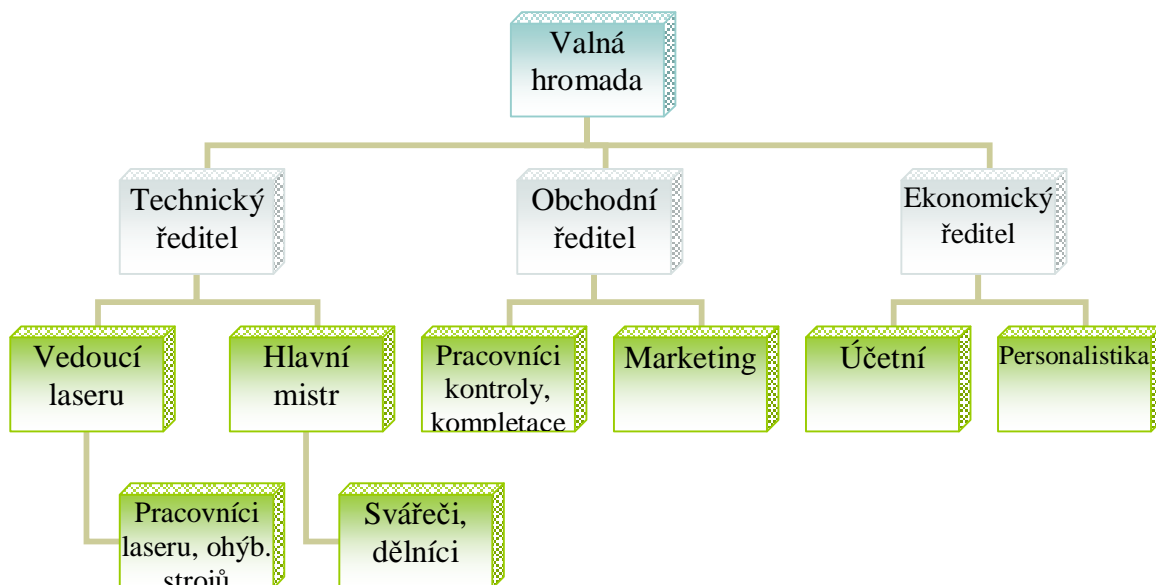 Valná
hromada
Technický
ředitel
Obchodní
ředitel
Ekonomický
ředitel
Vedoucí
laseru
Hlavní
mistr
Pracovníci
kontroly,
kompletace
Marketing
Účetní
Personalistika
Pracovníci
laseru, ohýb.
strojů
Svářeči,
dělníci